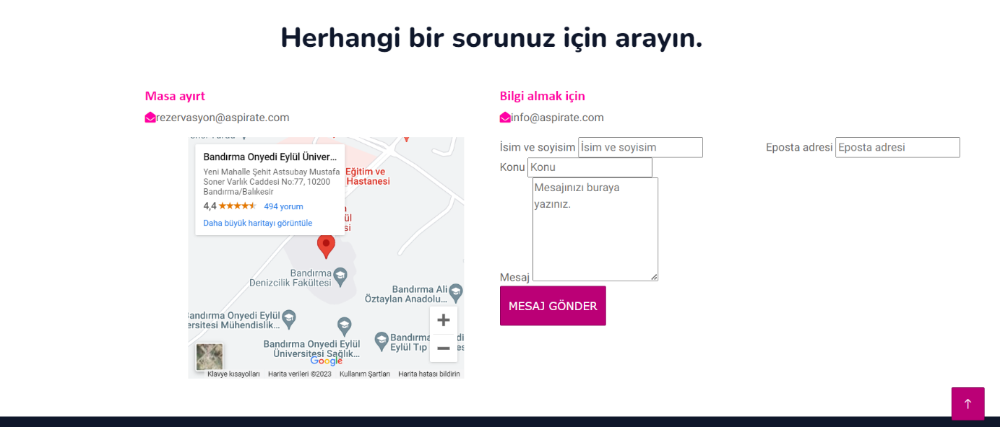 Herhangi bir sorunuz için arayın.
Masa ayırt
rezervasyon@aspirate.com
Bandırma Onyedi Eylül Üniver...
Yeni Mahalle Şehit Astsubay Mustafa
Soner Varlık Caddesi No:77, 10200
Bandırma/Balıkesir
4,4 494 yorum
Daha büyük haritayı görüntüle
Eğitim ve
Hastanesi
Bandırma
Denizcilik Fakültesi
Bandırma Ali
Öztaylan Anadolu...
Bandırma Onyedi Eylül
ersitesi Mühendislik...
Bandırma Onyedi Eylül
Üniversitesi Sağlık...
Bandırma
Eylül Tıp
Google
Klavye kısayolları Harita verileri ©2023 Kullanım Şartları Harita hatası bildirin
Bilgi almak için
info@aspirate.com
İsim ve soyisim İsim ve soyisim Eposta adresi Eposta adresi
Konu Konu
Mesajınızı buraya
yazınız.
Mesaj
MESAJ GÖNDER